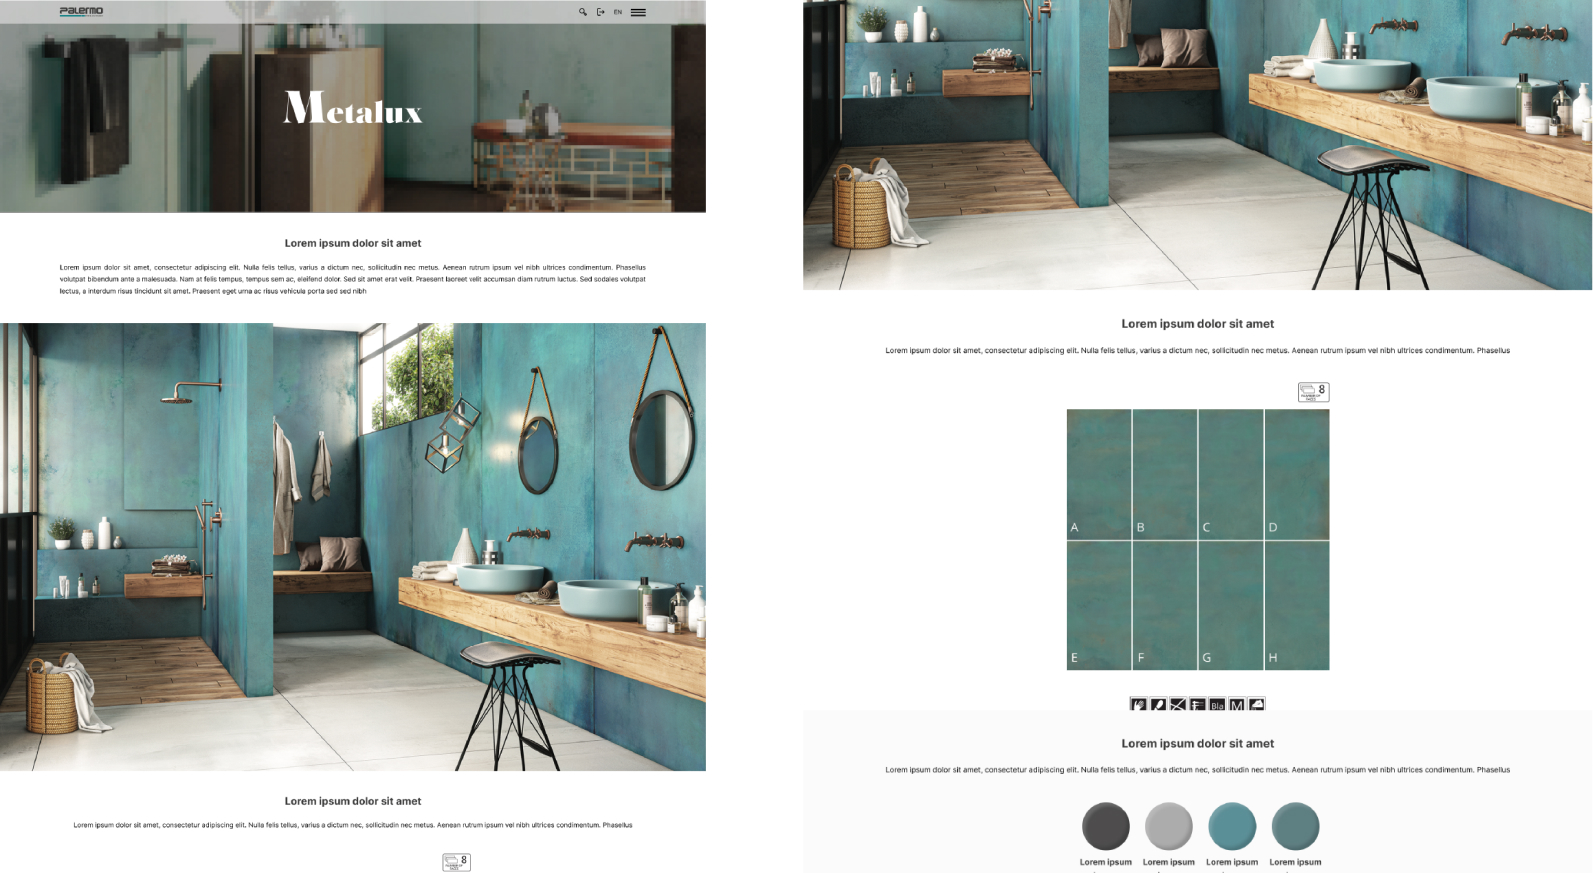 PALERMO
EN
Metalux
Lorem ipsum dolor sit amet
Lorem ipsum dolor sit amet, consectetur adipiscing elit. Nulla felis tellus, varius a dictum nec, sollicitudin nec metus. Aenean rutrum ipsum vel nibh ultrices condimentum. Phasellus
volutpat bibendum ante a malesuada. Nam at felis tempus, tempus sem ac, eleifend dolor. Sed sit amet erat velit. Praesent laoreet velit accumsan diam rutrum luctus. Sed sodales volutpat
lectus, a interdum risus tincidunt sit amet. Praesent eget urna ac risus vehicula porta sed sed nibh
Lorem ipsum dolor sit amet
Lorem ipsum dolor sit amet, consectetur adipiscing elit. Nulla felis tellus, varius a dictum nec, sollicitudin nec metus. Aenean rutrum ipsum vel nibh ultrices condimentum. Phasellus
8
NUMBER OF
FACES
Lorem ipsum dolor sit amet
Lorem ipsum dolor sit amet, consectetur adipiscing elit. Nulla felis tellus, varius a dictum nec, sollicitudin nec metus. Aenean rutrum ipsum vel nibh ultrices condimentum. Phasellus
8
NUMBER OF
FACES
A B C D
E F G H
Bla M
Lorem ipsum dolor sit amet
Lorem ipsum dolor sit amet, consectetur adipiscing elit. Nulla felis tellus, varius a dictum nec, sollicitudin nec metus. Aenean rutrum ipsum vel nibh ultrices condimentum. Phasellus
Lorem ipsum Lorem ipsum Lorem ipsum Lorem ipsum